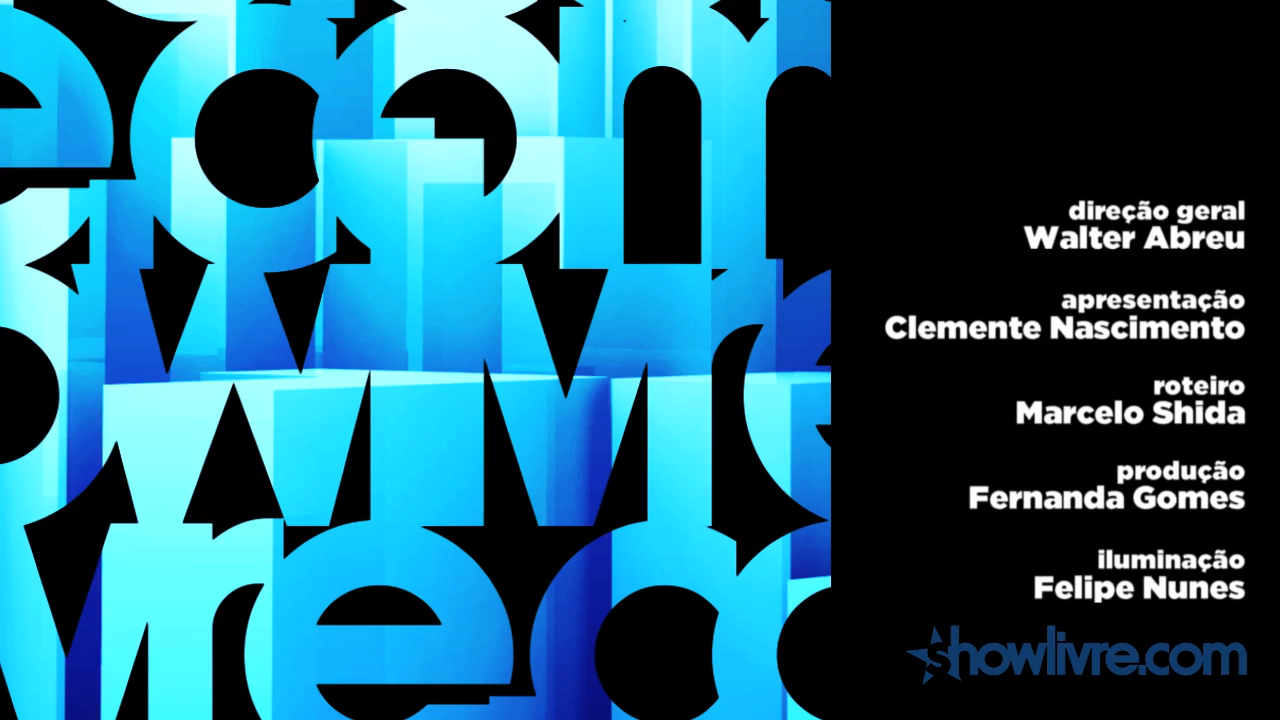 direção geral
Walter Abreu
apresentação
Clemente Nascimento
roteiro
Marcelo Shida
produção
Fernanda Gomes
iluminação
Felipe Nunes
showlivre.com